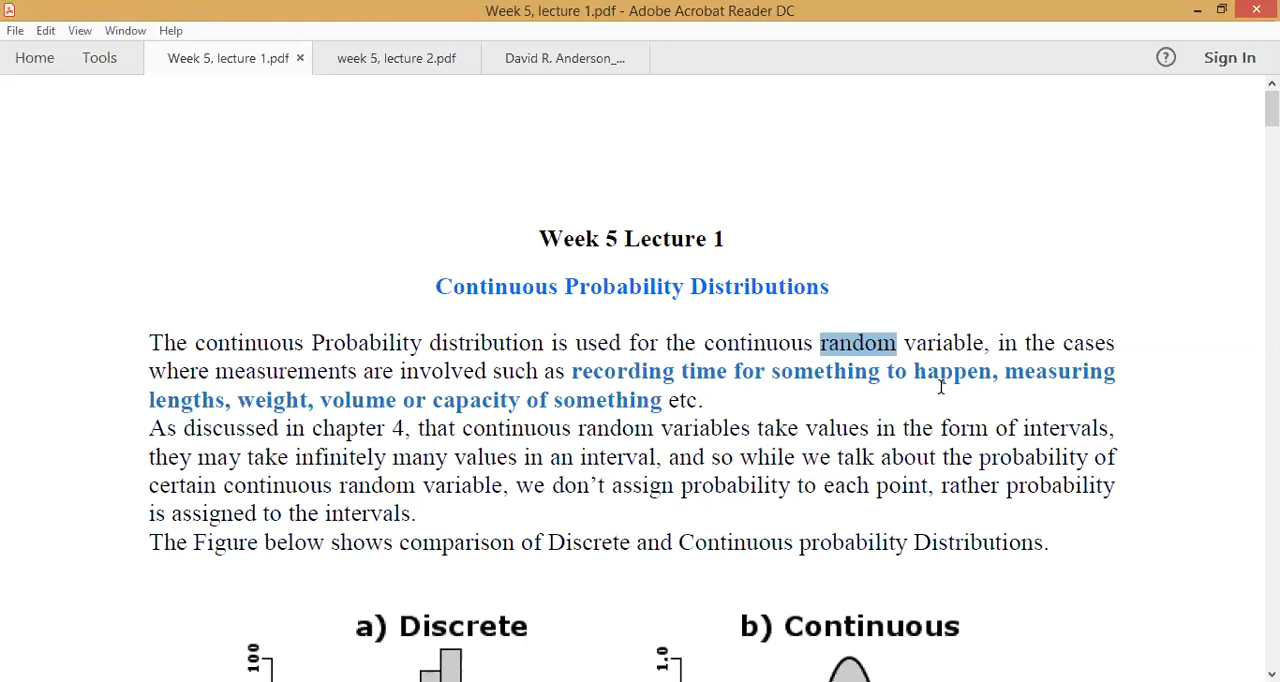 Week 5, lecture 1.pdf - Adobe Acrobat Reader DC
File Edit View Window Help
Home Tools Week 5, lecture 1.pdf × week 5, lecture 2.pdf David R. Anderson_... ? Sign In
Week 5 Lecture 1
Continuous Probability Distributions
The continuous Probability distribution is used for the continuous random variable, in the cases
where measurements are involved such as recording time for something to happen, measuring
lengths, weight, volume or capacity of something etc.
As discussed in chapter 4, that continuous random variables take values in the form of intervals,
they may take infinitely many values in an interval, and so while we talk about the probability of
certain continuous random variable, we don’t assign probability to each point, rather probability
is assigned to the intervals.
The Figure below shows comparison of Discrete and Continuous probability Distributions.
a) Discrete b) Continuous
100 1.0